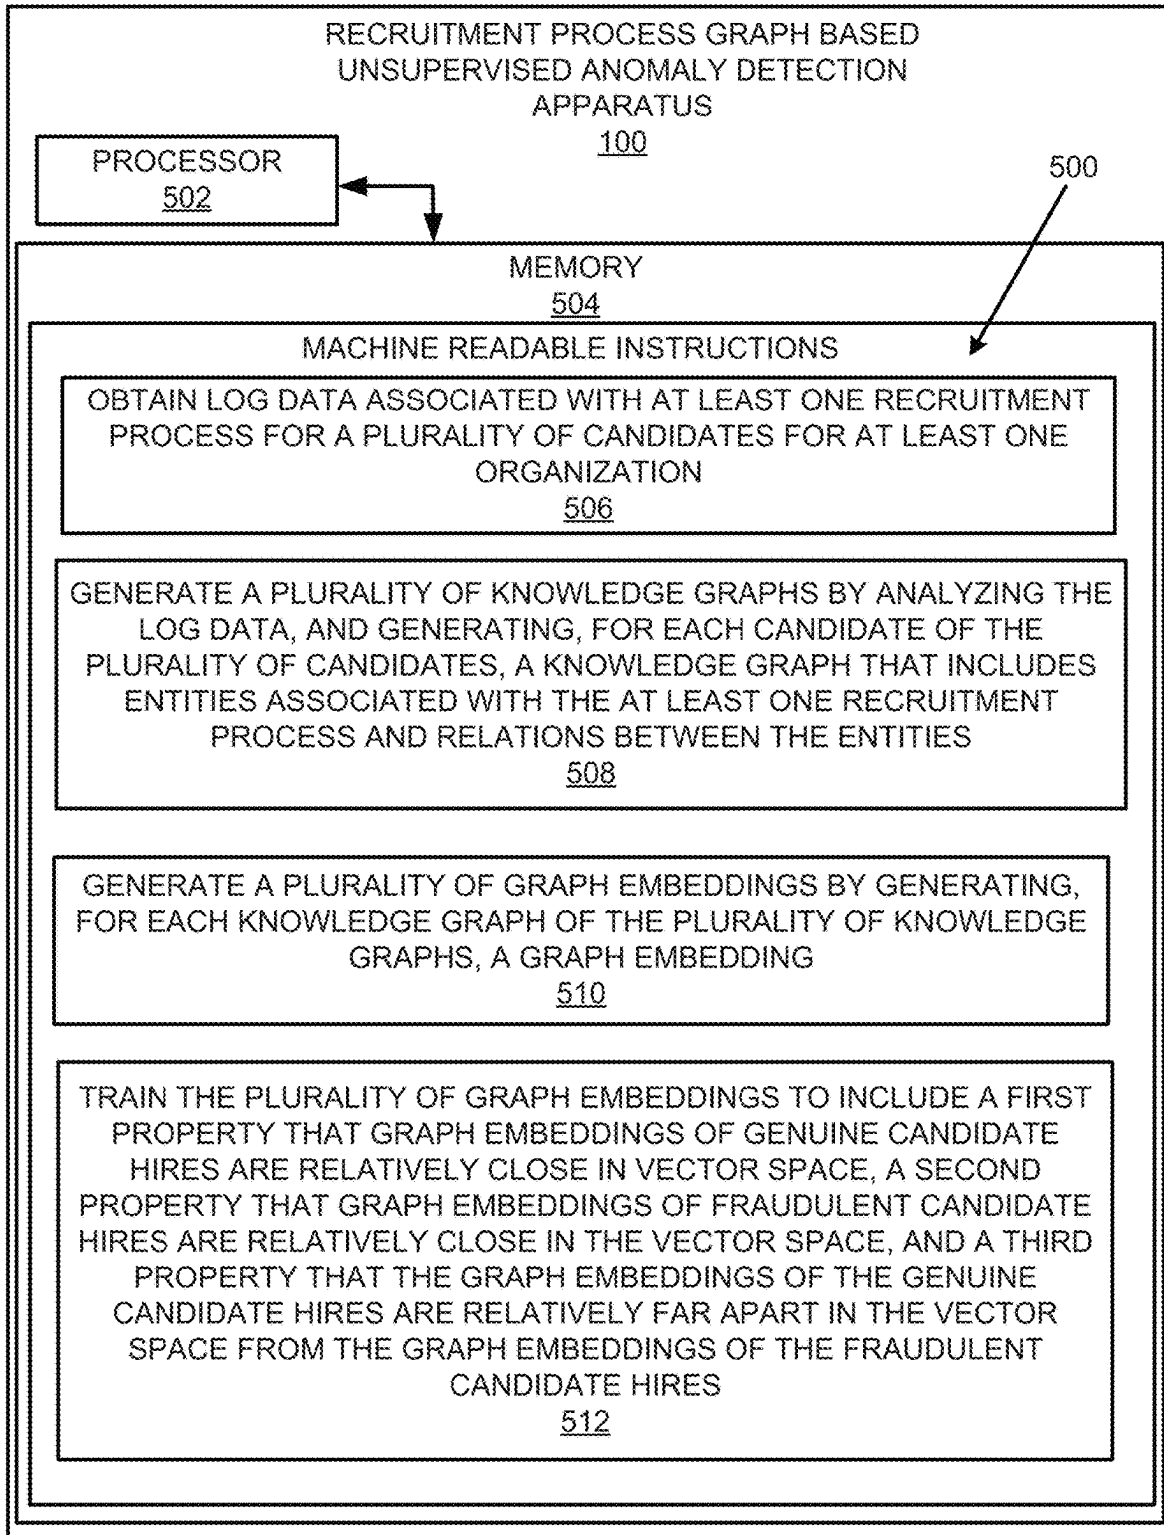 RECRUITMENT PROCESS GRAPH BASED
UNSUPERVISED ANOMALY DETECTION
APPARATUS
100
PROCESSOR
502
500
MEMORY
504
MACHINE READABLE INSTRUCTIONS
OBTAIN LOG DATA ASSOCIATED WITH AT LEAST ONE RECRUITMENT
PROCESS FOR A PLURALITY OF CANDIDATES FOR AT LEAST ONE
ORGANIZATION
506
GENERATE A PLURALITY OF KNOWLEDGE GRAPHS BY ANALYZING THE
LOG DATA, AND GENERATING, FOR EACH CANDIDATE OF THE
PLURALITY OF CANDIDATES, A KNOWLEDGE GRAPH THAT INCLUDES
ENTITIES ASSOCIATED WITH THE AT LEAST ONE RECRUITMENT
PROCESS AND RELATIONS BETWEEN THE ENTITIES
508
GENERATE A PLURALITY OF GRAPH EMBEDDINGS BY GENERATING,
FOR EACH KNOWLEDGE GRAPH OF THE PLURALITY OF KNOWLEDGE
GRAPHS, A GRAPH EMBEDDING
510
TRAIN THE PLURALITY OF GRAPH EMBEDDINGS TO INCLUDE A FIRST
PROPERTY THAT GRAPH EMBEDDINGS OF GENUINE CANDIDATE
HIRES ARE RELATIVELY CLOSE IN VECTOR SPACE, A SECOND
PROPERTY THAT GRAPH EMBEDDINGS OF FRAUDULENT CANDIDATE
HIRES ARE RELATIVELY CLOSE IN THE VECTOR SPACE, AND A THIRD
PROPERTY THAT THE GRAPH EMBEDDINGS OF THE GENUINE
CANDIDATE HIRES ARE RELATIVELY FAR APART IN THE VECTOR
SPACE FROM THE GRAPH EMBEDDINGS OF THE FRAUDULENT
CANDIDATE HIRES
512